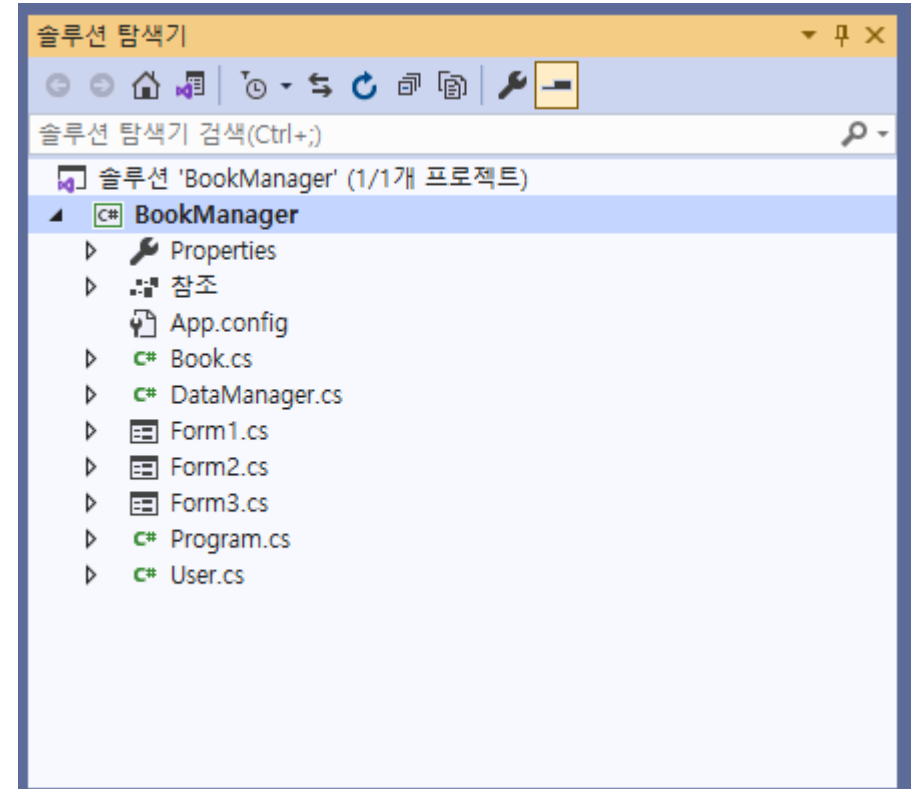 솔루션 탐색기
솔루션 탐색기 검색(Ctrl+;)
솔루션 'BookManager' (1/1개 프로젝트)
C# BookManager
Properties
참조
App.config
C# Book.cs
C# DataManager.cs
Form1.cs
Form2.cs
Form3.cs
C# Program.cs
C# User.cs